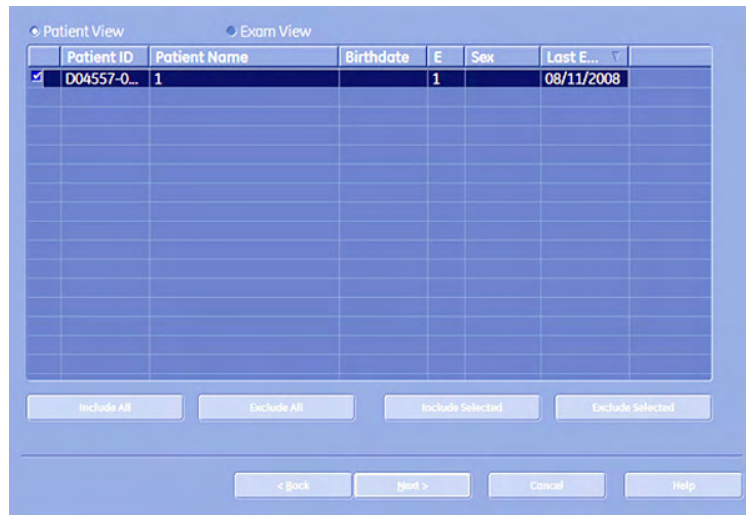 Patient View Exam View
Patient ID Patient Name Birthdate E Sex Last E...
D04557-0... 1 1 08/11/2008
Include All Exclude All Include Selected Exclude Selected
< Back Next > Cancel Help